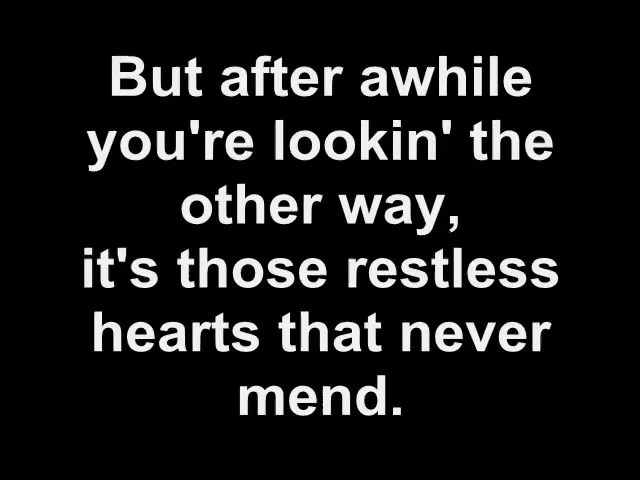 But after awhile
you're lookin' the
other way,
it's those restless
hearts that never
mend.